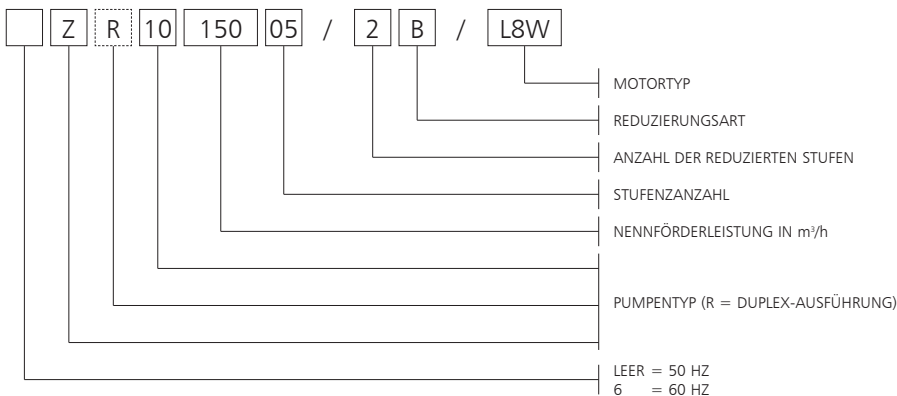 Z R 10 150 05 / 2 B / L8W
MOTORTYP
REDUZIERUNGSART
ANZAHL DER REDUZIERTEN STUFEN
STUFENZANZAHL
NENNFÖRDERLEISTUNG IN m³/h
PUMPENTYP (R = DUPLEX-AUSFÜHRUNG)
LEER = 50 HZ
6 = 60 HZ